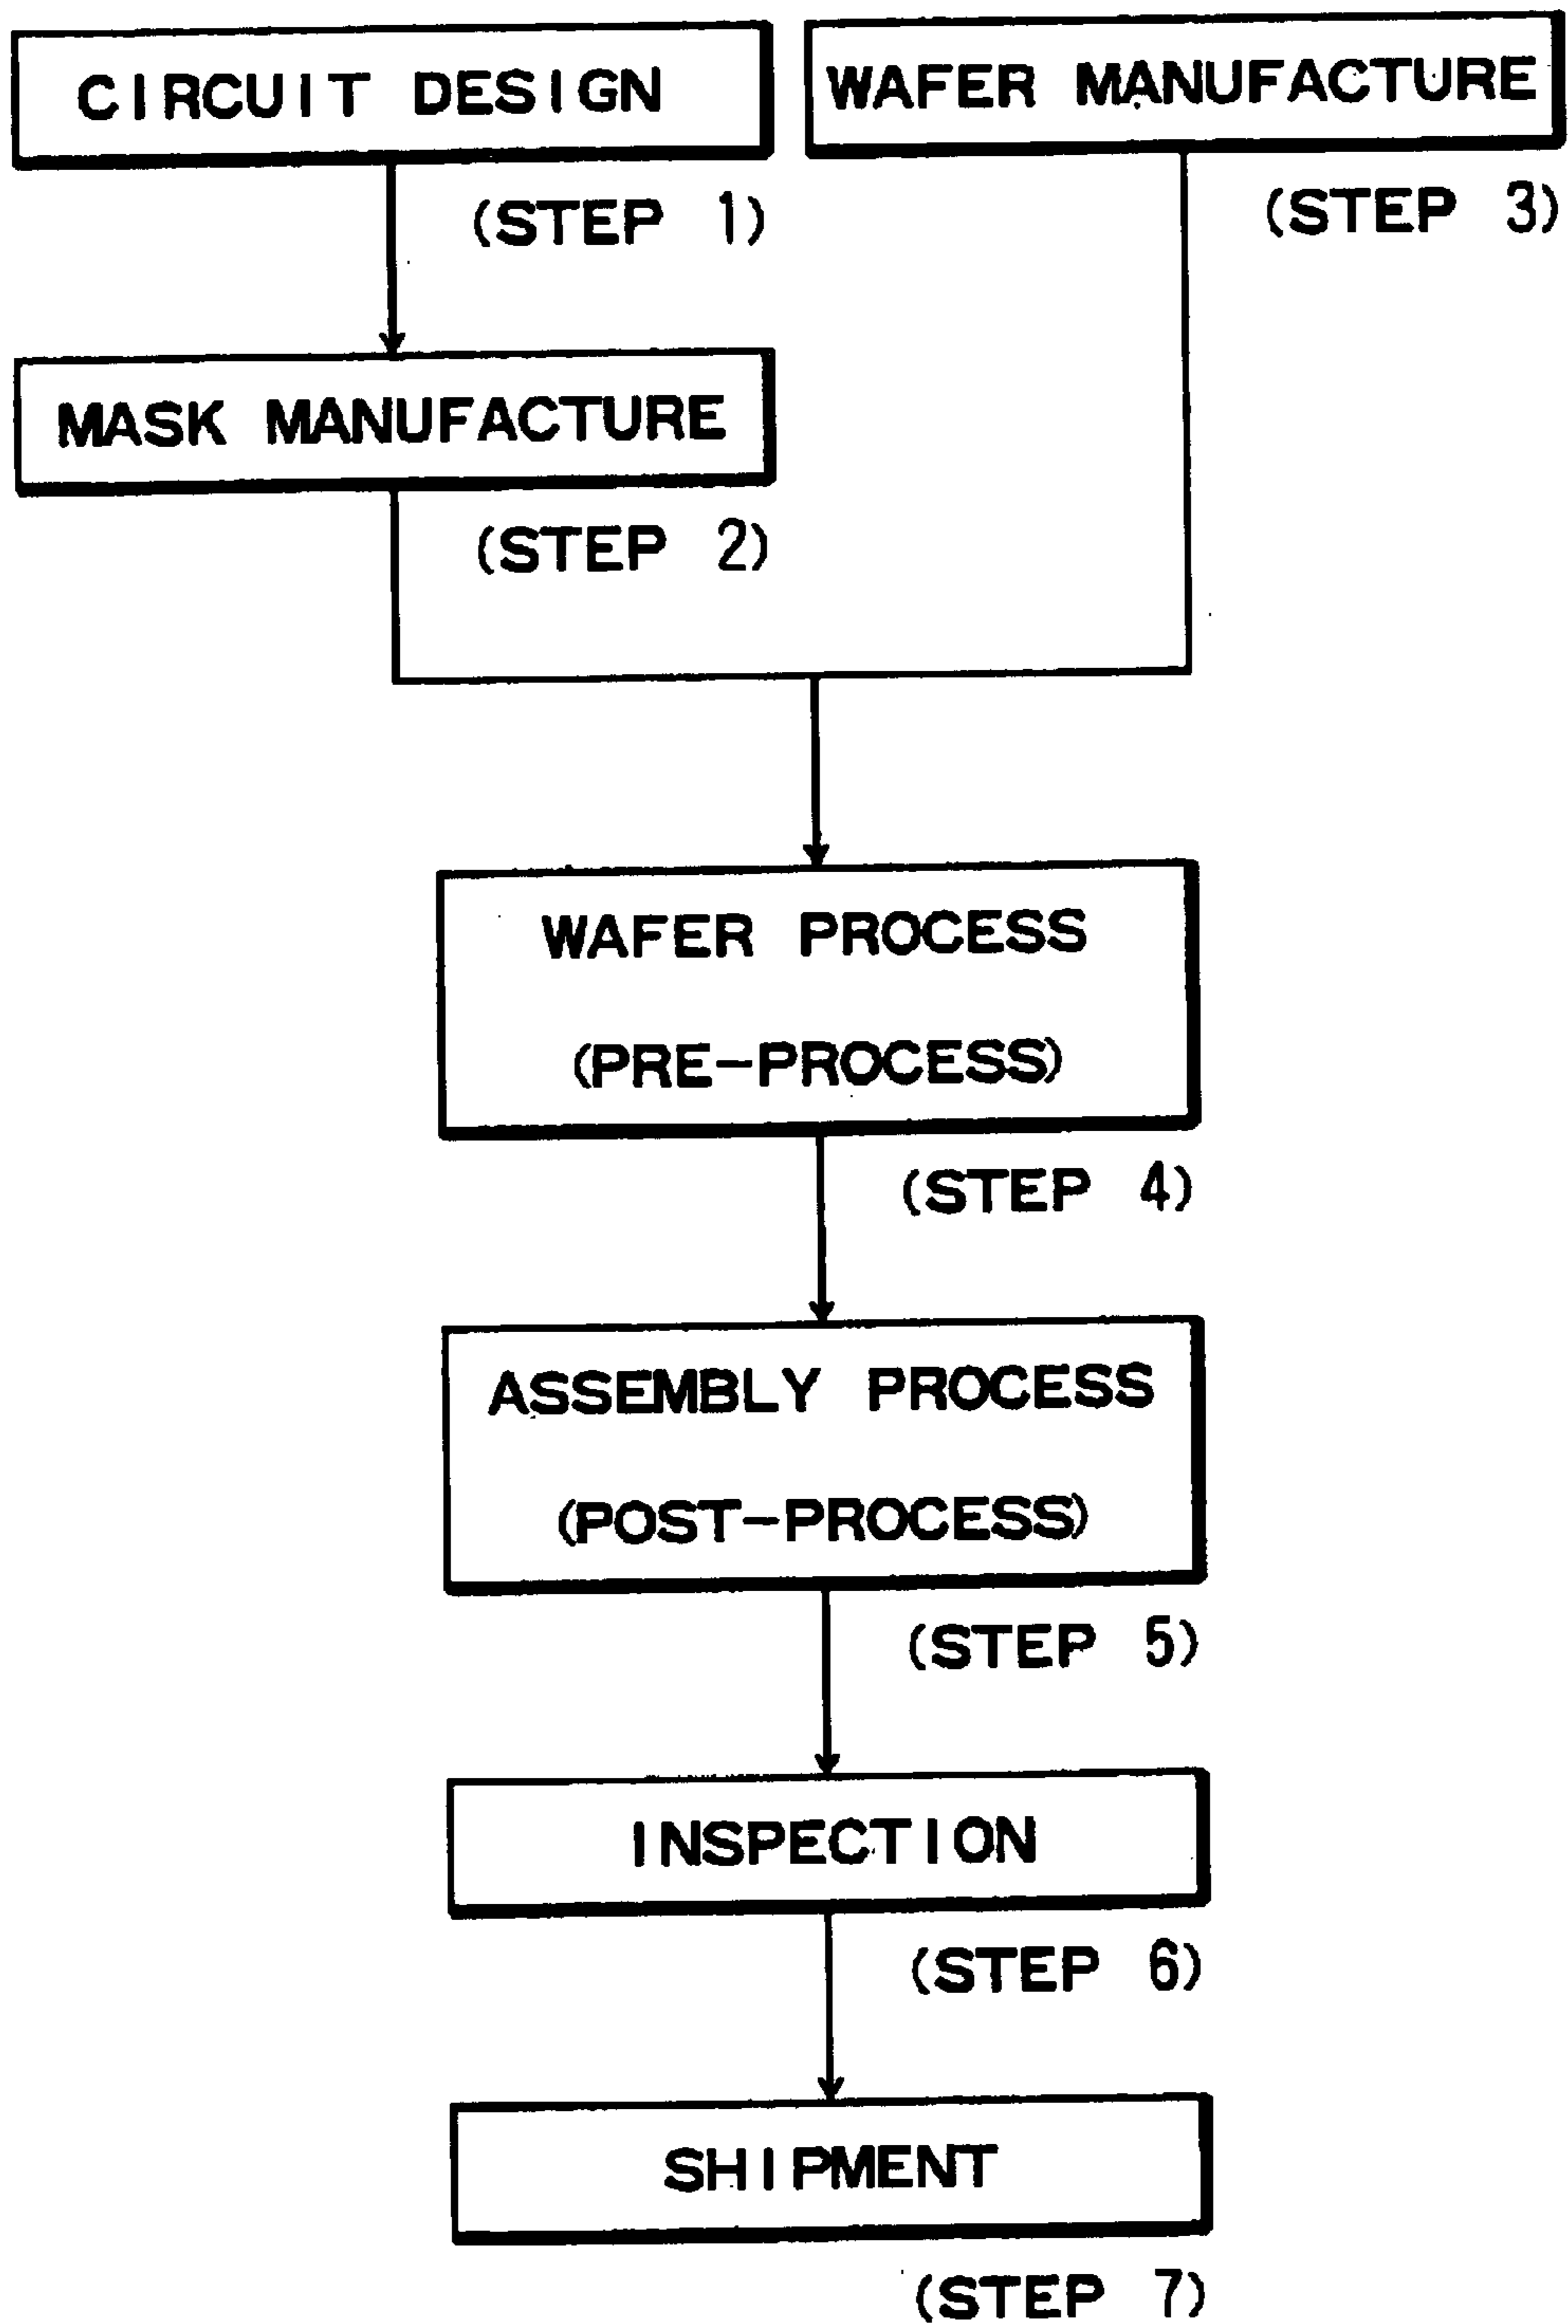 CIRCUIT DESIGN
(STEP 1)
WAFER MANUFACTURE
(STEP 3)
MASK MANUFACTURE
(STEP 2)
WAFER PROCESS
(PRE-PROCESS)
(STEP 4)
ASSEMBLY PROCESS
(POST-PROCESS)
(STEP 5)
INSPECTION
(STEP 6)
SHIPMENT
(STEP 7)